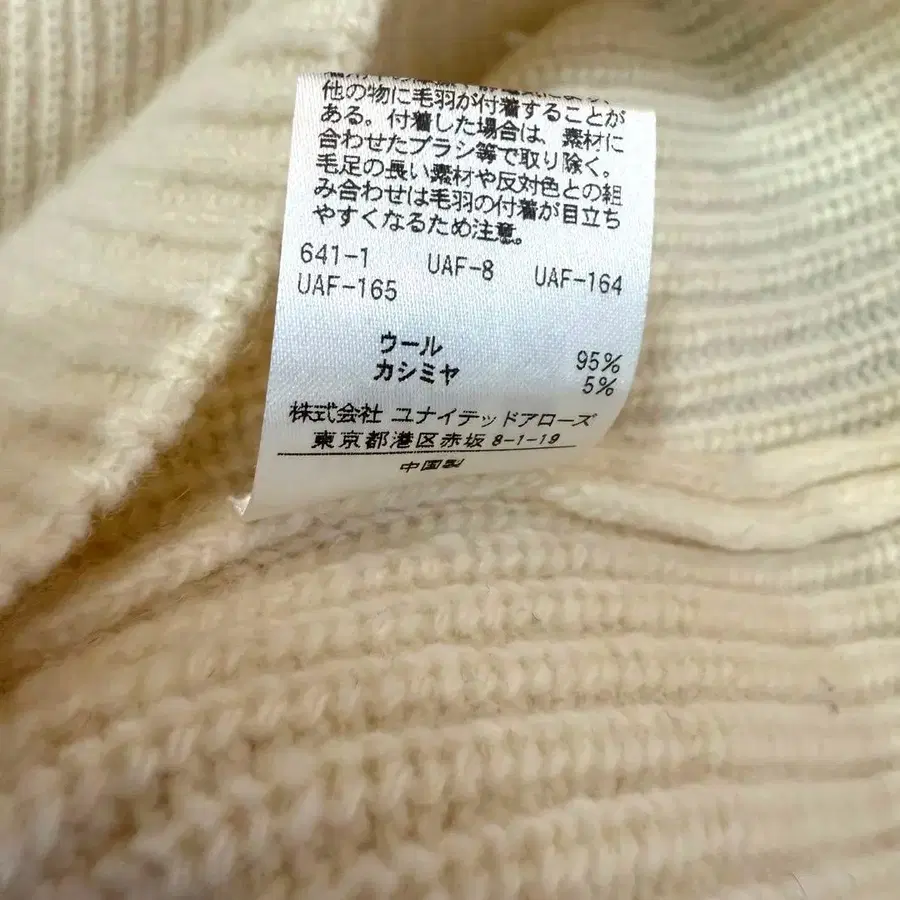 他の物に毛羽が付着することが
ある。付着した場合は、素材に
合わせたブラシ等で取り除く。
毛足の長い素材や反対色との組
み合わせは毛羽の付着が目立ち
やすくなるため注意。
641-1 UAF-8 UAF-164
UAF-165
ウール 95%
カシミヤ 5%
株式会社 ユナイテッドアローズ
東京都港区赤坂 8-1-19
中国製